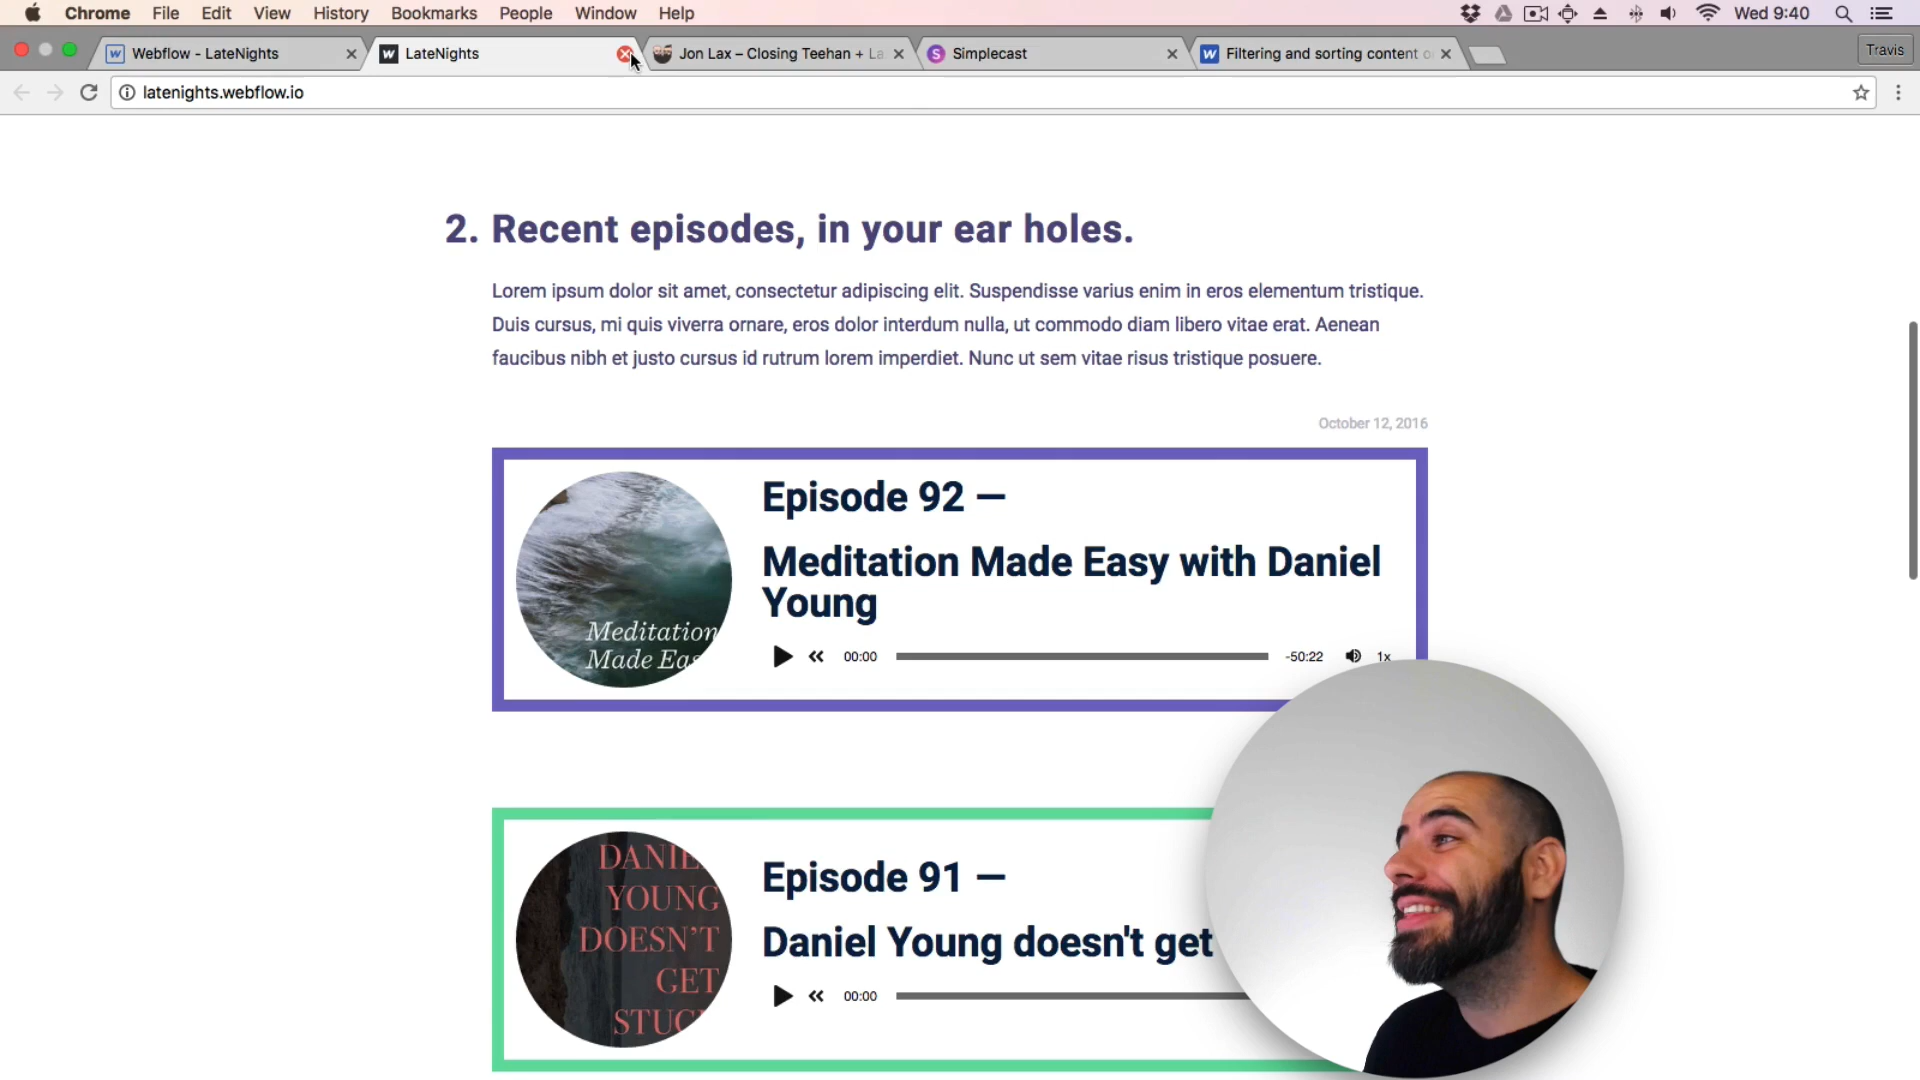 Chrome File Edit View History Bookmarks People Window Help Wed 9:40
Webflow - LateNights LateNights Jon Lax – Closing Teehan + La Simplecast Filtering and sorting content o Travis
latenights.webflow.io
2. Recent episodes, in your ear holes.
Lorem ipsum dolor sit amet, consectetur adipiscing elit. Suspendisse varius enim in eros elementum tristique.
Duis cursus, mi quis viverra ornare, eros dolor interdum nulla, ut commodo diam libero vitae erat. Aenean
faucibus nibh et justo cursus id rutrum lorem imperdiet. Nunc ut sem vitae risus tristique posuere.
October 12, 2016
Episode 92 —
Meditation Made Easy with Daniel
Young
Meditation
Made Eas
00:00 -50:22 1x
Episode 91 —
Daniel Young doesn't get
00:00
DANIE
YOUNG
DOESN'T
GET
STUC